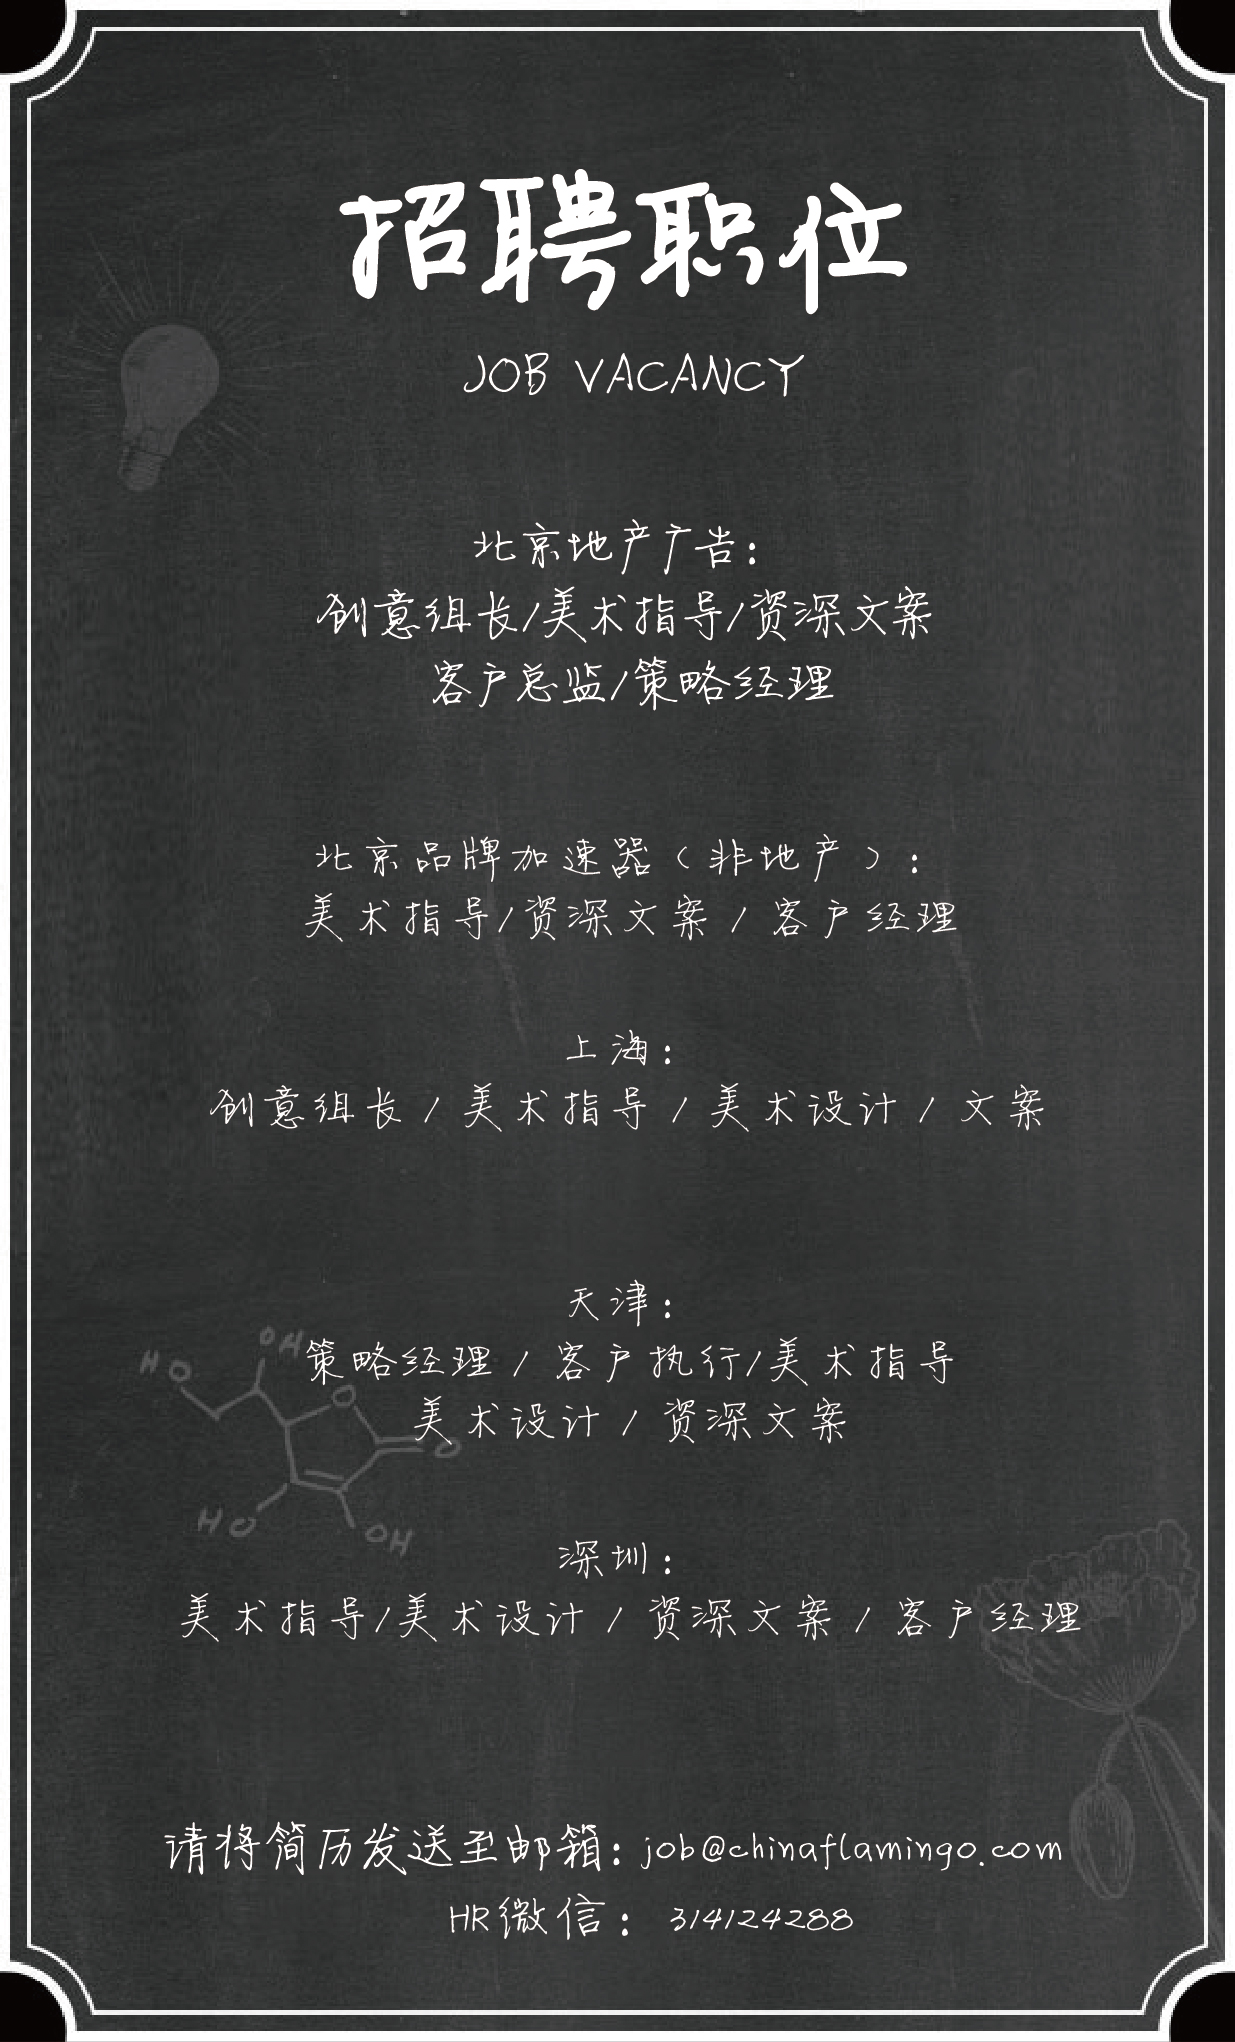 招聘职位
JOB VACANCY
北京地产广告：
创意组长/美术指导/资深文案
客户总监/策略经理
北京品牌加速器（非地产）：
美术指导/资深文案 / 客户经理
上海：
创意组长 / 美术指导 / 美术设计 / 文案
天津：
策略经理 / 客户执行/美术指导
美术设计 / 资深文案
深圳：
美术指导/美术设计 / 资深文案 / 客户经理
请将简历发送至邮箱：job@chinaflamingo.com
HR微信：314124288
HO
OH
O
O
HO
OH